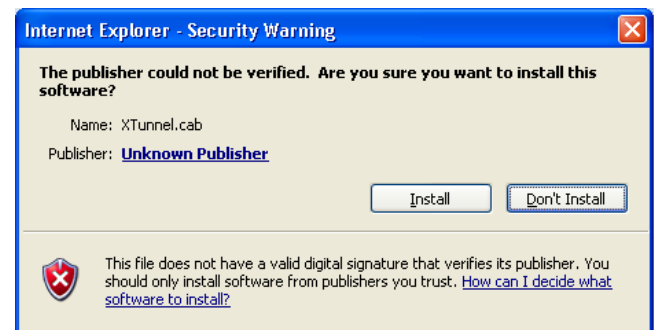 Internet Explorer - Security Warning
The publisher could not be verified. Are you sure you want to install this
software?
Name: XTunnel.cab
Publisher: Unknown Publisher
Install Don't Install
This file does not have a valid digital signature that verifies its publisher. You
should only install software from publishers you trust. How can I decide what
software to install?